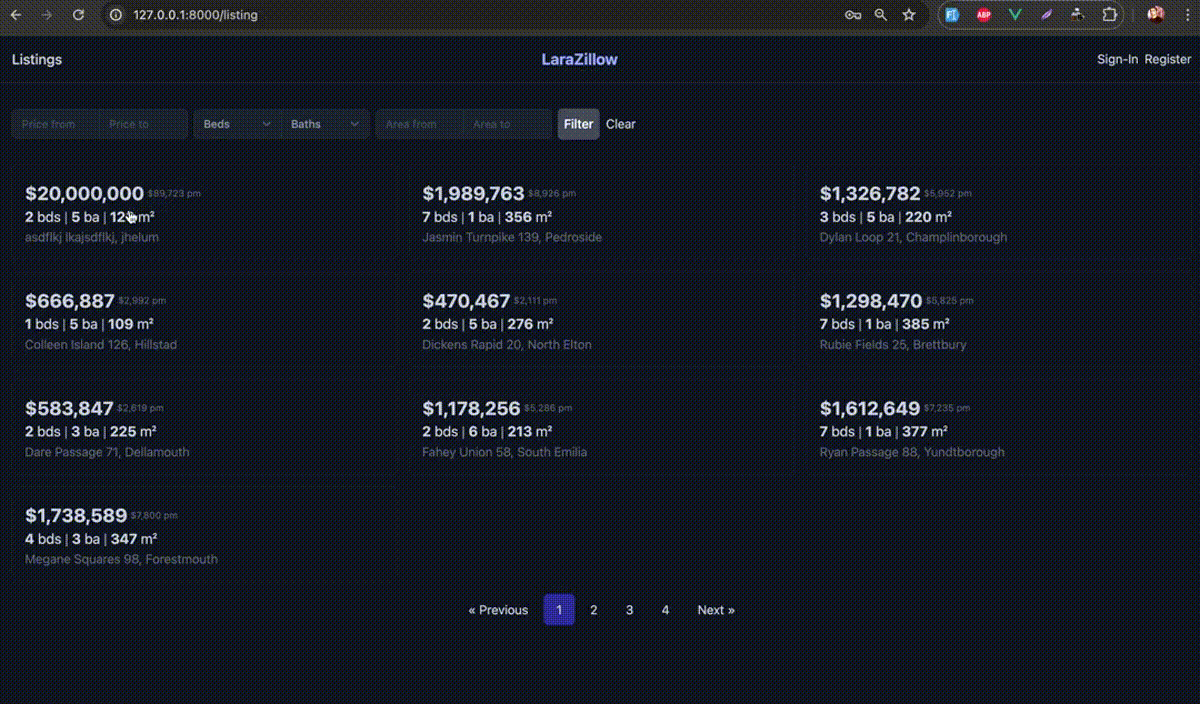 127.0.0.1:8000/listing
Listings LaraZillow Sign-In Register
Price from Price to Beds Baths Area from Area to Filter Clear
$20,000,000 $89,723 pm
2 bds | 5 ba | m²
asdflkj lkajsdflkj, jhelum
$1,989,763 $8,926 pm
7 bds | 1 ba | 356 m²
Jasmin Turnpike 139, Pedroside
$1,326,782 $5,952 pm
3 bds | 5 ba | 220 m²
Dylan Loop 21, Champlinborough
$666,887 $2,992 pm
1 bds | 5 ba | 109 m²
Colleen Island 126, Hillstad
$470,467 $2,111 pm
2 bds | 5 ba | 276 m²
Dickens Rapid 20, North Elton
$1,298,470 $5,825 pm
7 bds | 1 ba | 385 m²
Rubie Fields 25, Brettbury
$583,847 $2,619 pm
2 bds | 3 ba | 225 m²
Dare Passage 71, Dellamouth
$1,178,256 $5,286 pm
2 bds | 6 ba | 213 m²
Fahey Union 58, South Emilia
$1,612,649 $7,235 pm
7 bds | 1 ba | 377 m²
Ryan Passage 88, Yundtborough
$1,738,589 $7,800 pm
4 bds | 3 ba | 347 m²
Megane Squares 98, Forestmouth
« Previous 1 2 3 4 Next »